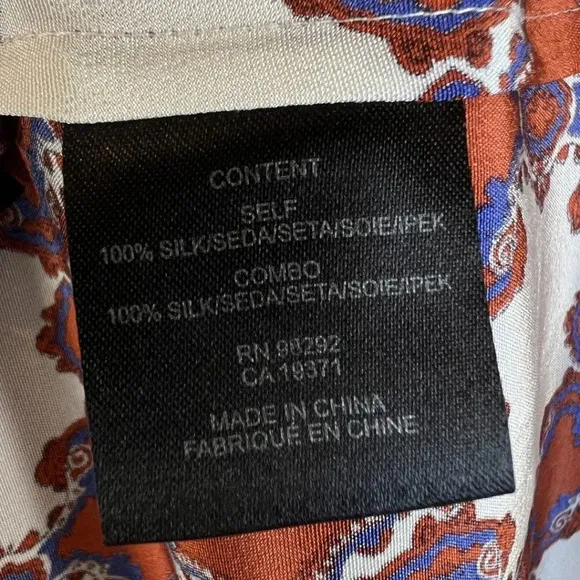 CONTENT
SELF
100% SILK/SEDA/SETA/SOIE/IPEK
COMBO
100% SILK/SEDA/SETA/SOIE/IPEK
RN 98292
CA 19371
MADE IN CHINA
FABRIQUÉ EN CHINE